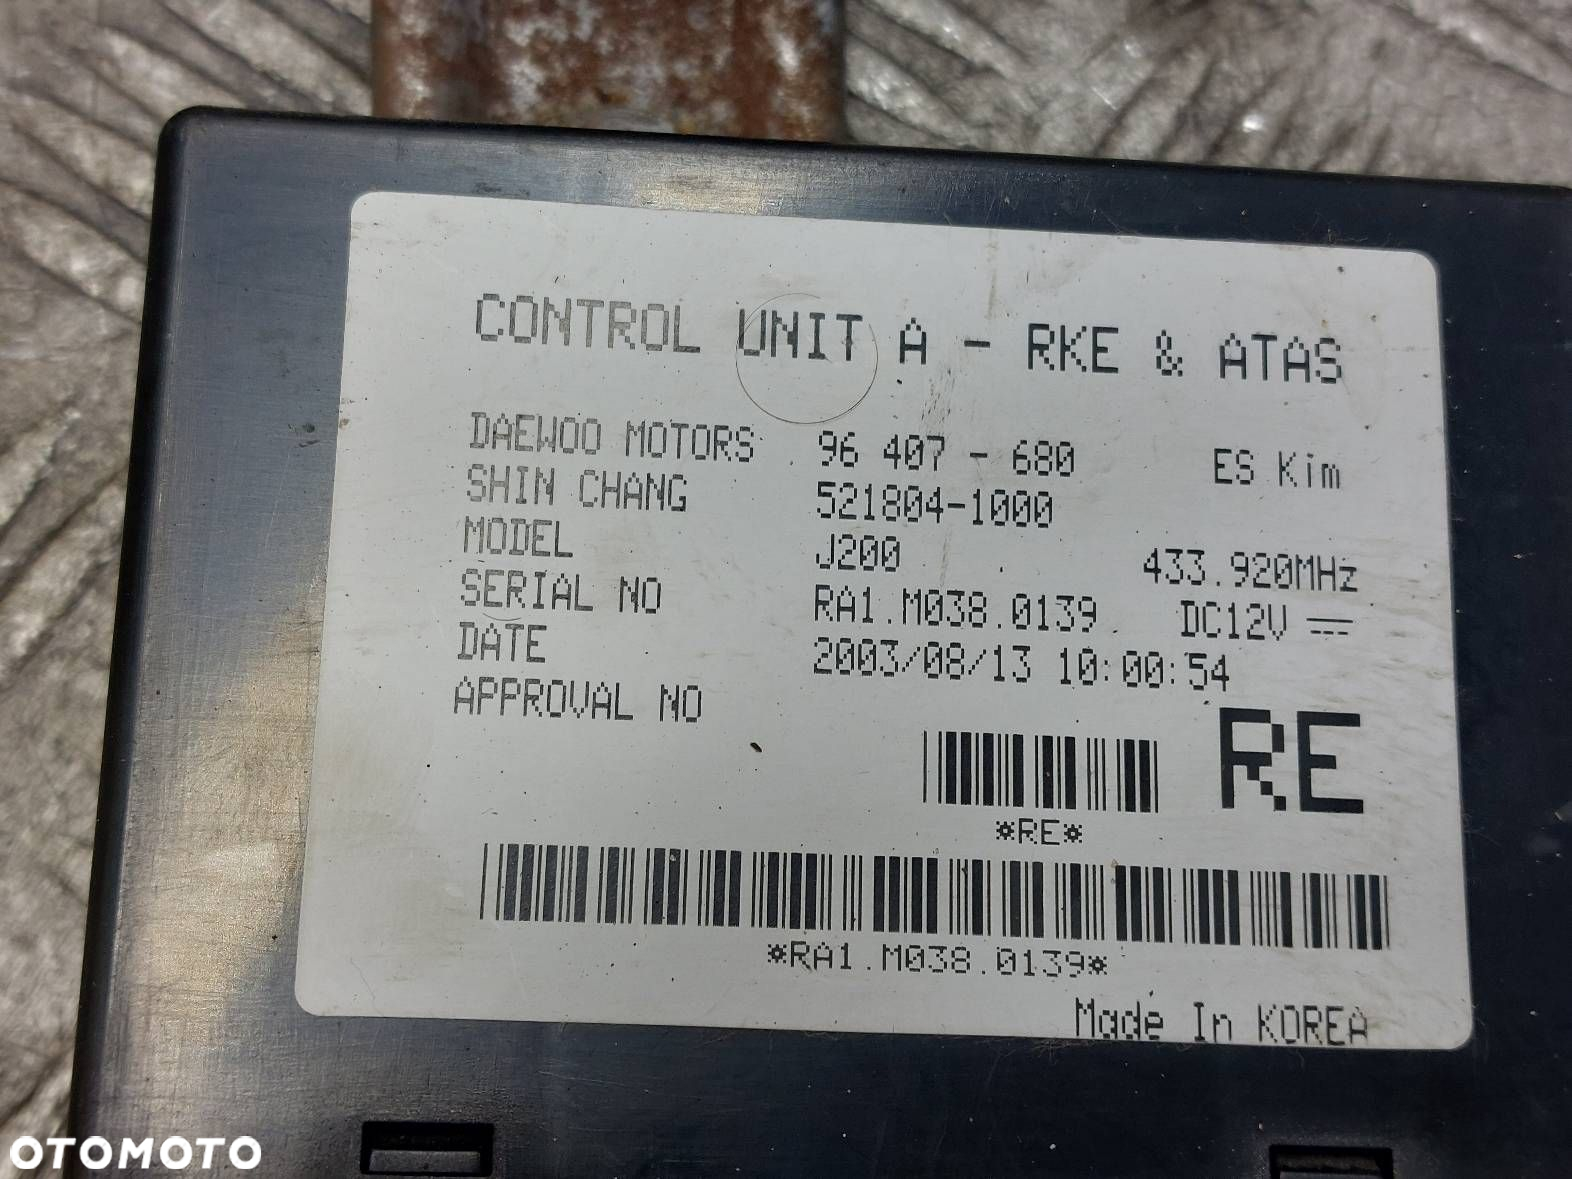 CONTROL UNIT A - RKE & ATAS
DAEWOO MOTORS 96 407 - 680 ES Kim
SHIN CHANG 521804-1000
MODEL J200 433.920MHz
SERIAL NO RA1.M038.0139 DC12V ⎓
DATE 2003/08/13 10:00:54
APPROVAL NO
RE
*RE*
*RA1.M038.0139*
Made In KOREA
OTOMOTO